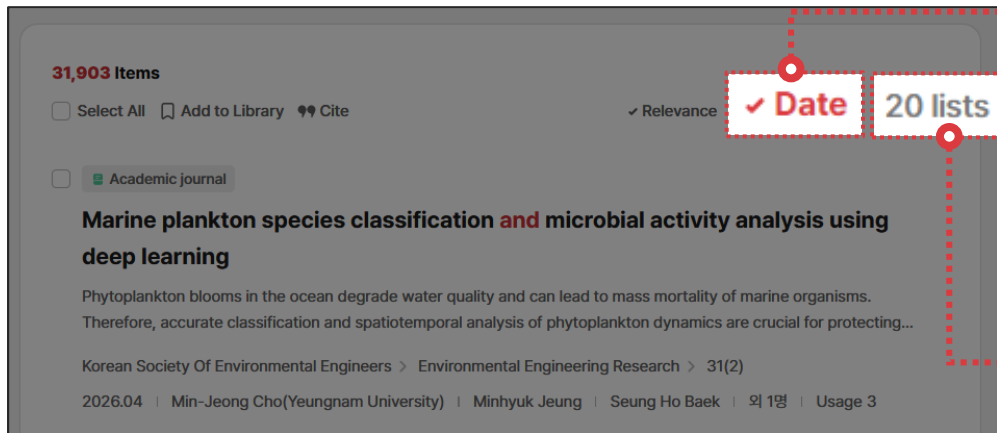 31,903 Items
Select All Add to Library Cite Relevance Date 20 lists
Academic journal
Marine plankton species classification and microbial activity analysis using
deep learning
Phytoplankton blooms in the ocean degrade water quality and can lead to mass mortality of marine organisms.
Therefore, accurate classification and spatiotemporal analysis of phytoplankton dynamics are crucial for protecting...
Korean Society Of Environmental Engineers > Environmental Engineering Research > 31(2)
2026.04 | Min-Jeong Cho(Yeungnam University) | Minhyuk Jeung | Seung Ho Baek | 외 1명 | Usage 3